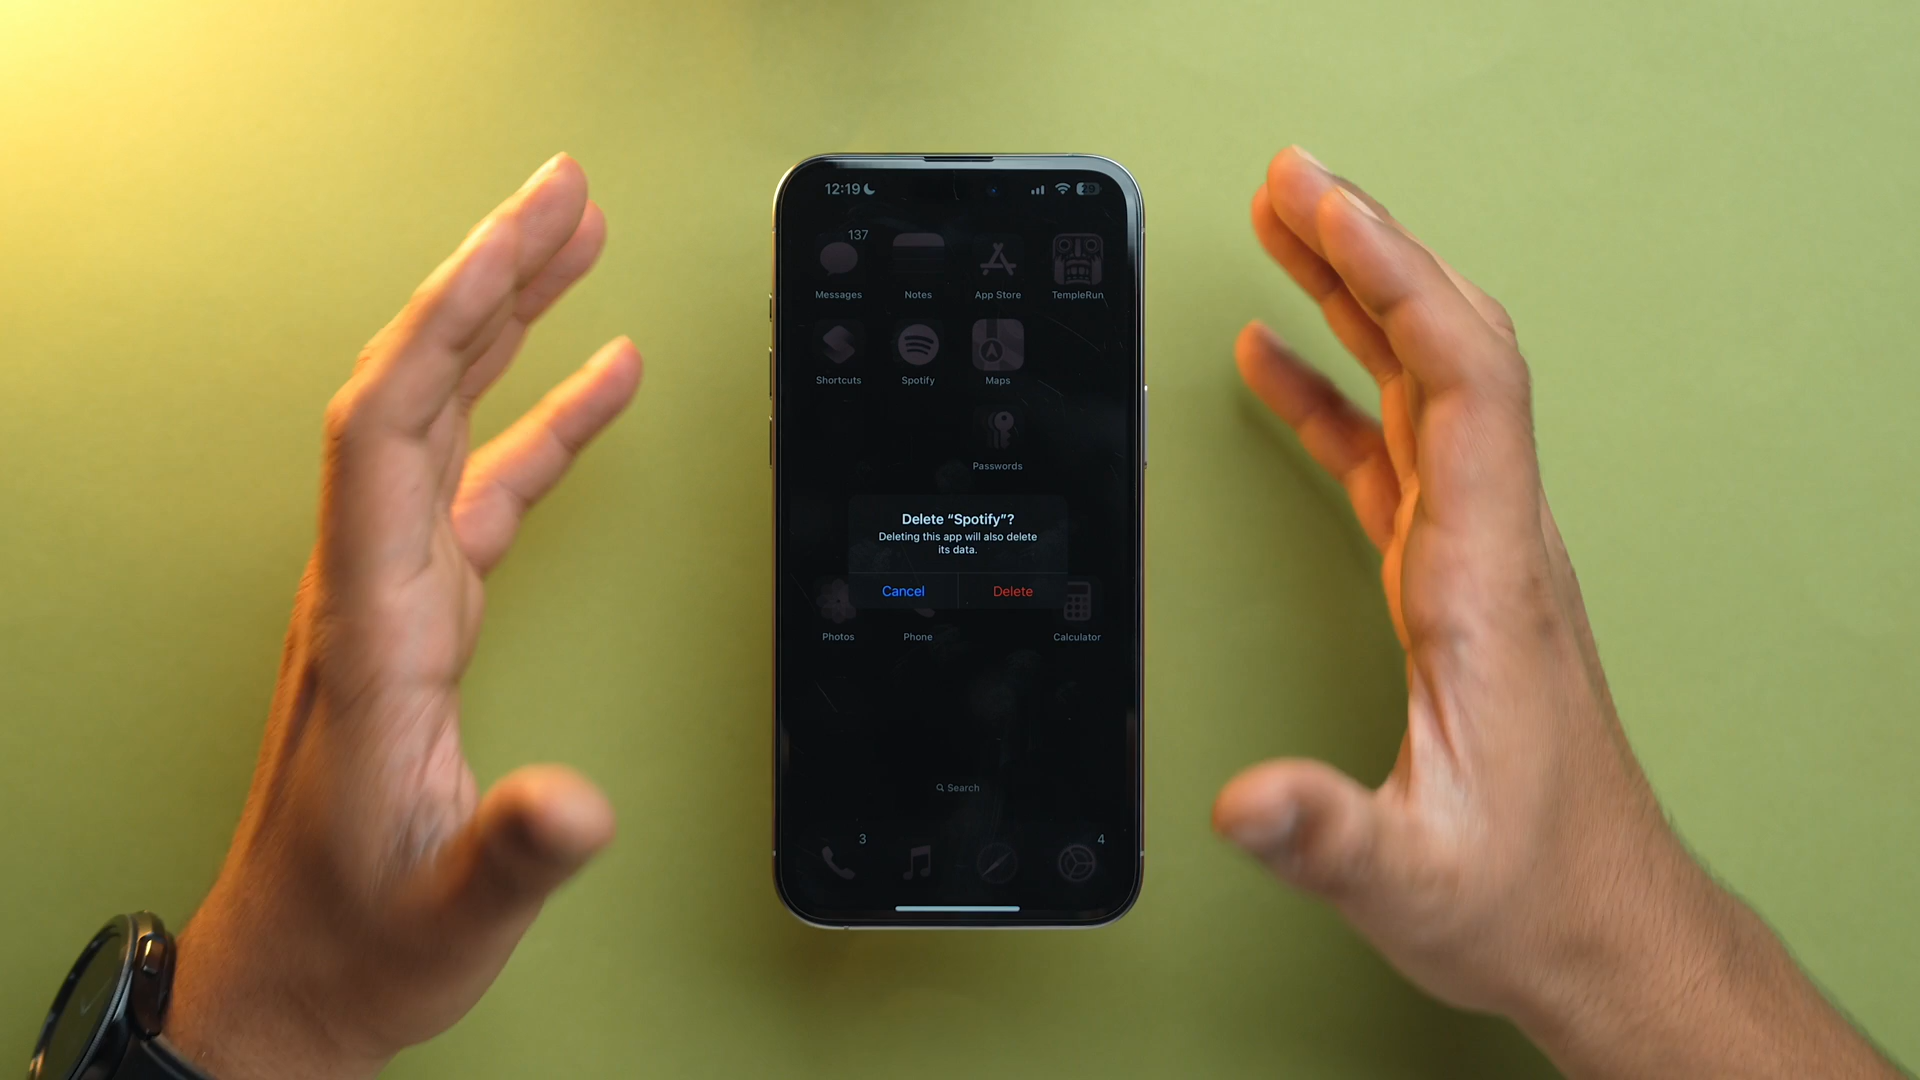 12:19
137
Messages Notes App Store TempleRun
Shortcuts Spotify Maps
Passwords
Delete “Spotify”?
Deleting this app will also delete
its data.
Cancel Delete
Photos Phone Calculator
Search
3 4